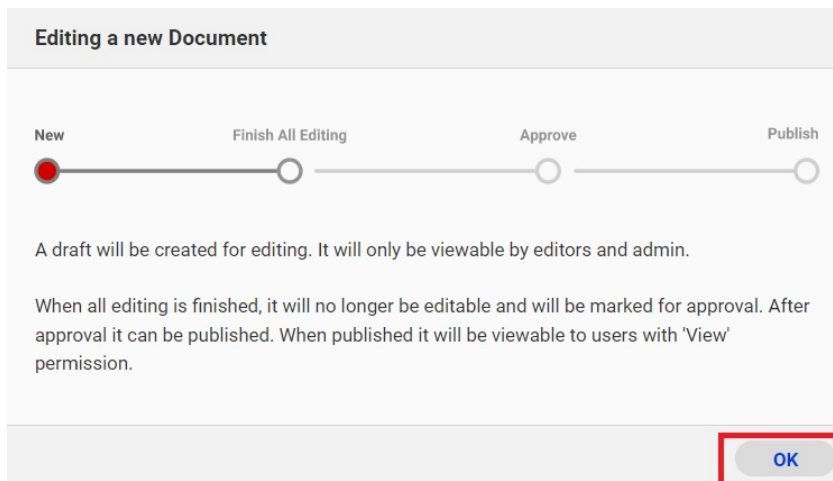 Editing a new Document
New Finish All Editing Approve Publish
A draft will be created for editing. It will only be viewable by editors and admin.
When all editing is finished, it will no longer be editable and will be marked for approval. After
approval it can be published. When published it will be viewable to users with 'View'
permission.
OK